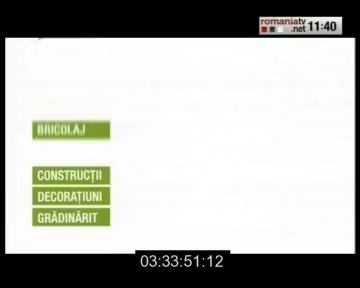 romaniatv
.net
11:40
BRICOLAJ
CONSTRUCȚII
DECORAȚIUNI
GRĂDINĂRIT
03:33:51:12